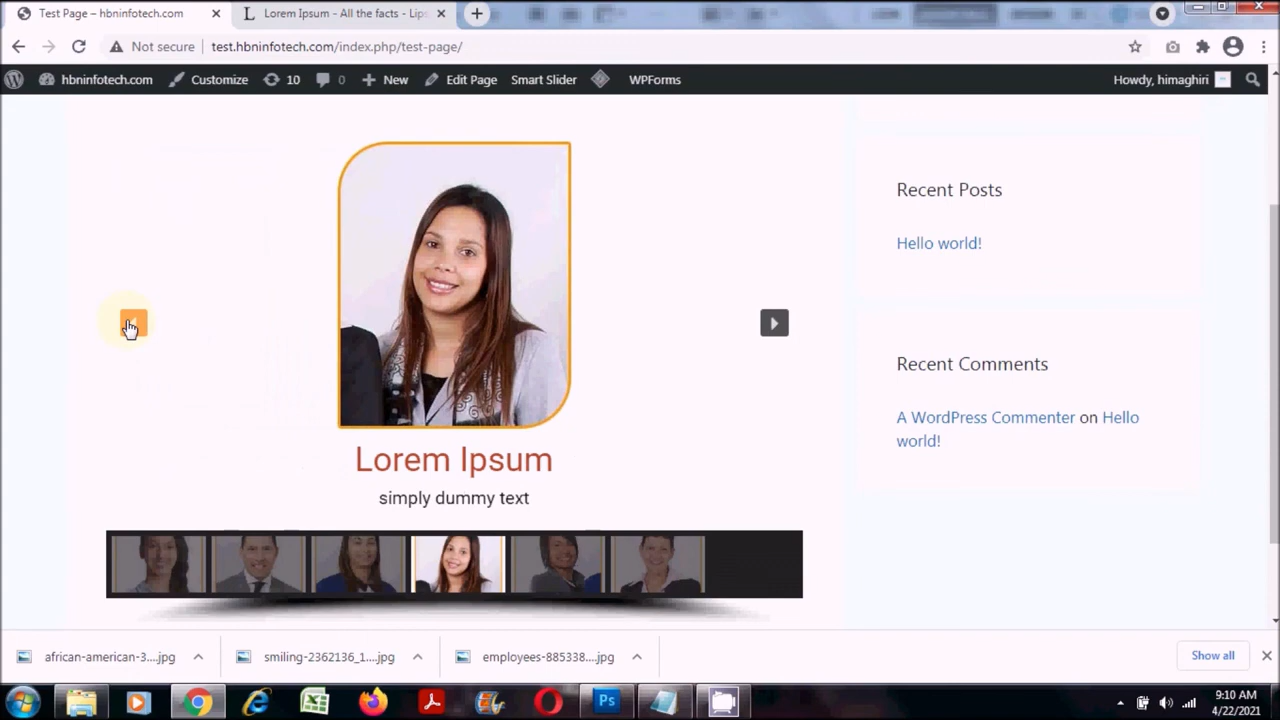 Test Page – hbninfotech.com
Lorem Ipsum - All the facts - Lips
Not secure
test.hbninfotech.com/index.php/test-page/
hbninfotech.com
Customize
10
0
New
Edit Page
Smart Slider
WPForms
Howdy, himaghiri
Recent Posts
Hello world!
Recent Comments
A WordPress Commenter on Hello
world!
Lorem Ipsum
simply dummy text
african-american-3....jpg
smiling-2362136_1....jpg
employees-885338....jpg
Show all
Ps
9:10 AM
4/22/2021